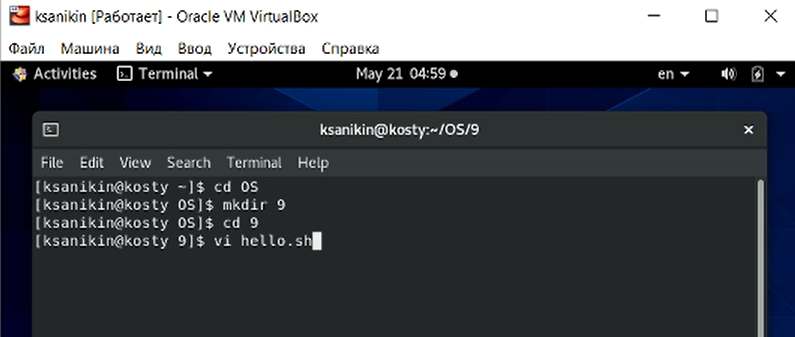 ksanikin [Работает] - Oracle VM VirtualBox
Файл Машина Вид Ввод Устройства Справка
Activities Terminal May 21 04:59 en
ksanikin@kosty:~/OS/9
File Edit View Search Terminal Help
[ksanikin@kosty ~]$ cd OS
[ksanikin@kosty OS]$ mkdir 9
[ksanikin@kosty OS]$ cd 9
[ksanikin@kosty 9]$ vi hello.sh